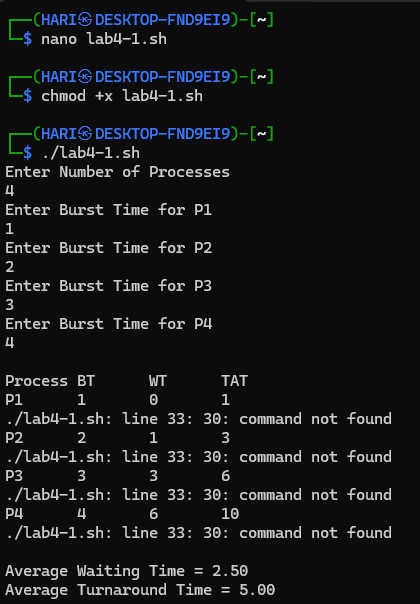 ┌──(HARI㉿DESKTOP-FND9EI9)-[~]
└─$ nano lab4-1.sh
┌──(HARI㉿DESKTOP-FND9EI9)-[~]
└─$ chmod +x lab4-1.sh
┌──(HARI㉿DESKTOP-FND9EI9)-[~]
└─$ ./lab4-1.sh
Enter Number of Processes
4
Enter Burst Time for P1
1
Enter Burst Time for P2
2
Enter Burst Time for P3
3
Enter Burst Time for P4
4
Process BT WT TAT
P1 1 0 1
./lab4-1.sh: line 33: 30: command not found
P2 2 1 3
./lab4-1.sh: line 33: 30: command not found
P3 3 3 6
./lab4-1.sh: line 33: 30: command not found
P4 4 6 10
./lab4-1.sh: line 33: 30: command not found
Average Waiting Time = 2.50
Average Turnaround Time = 5.00